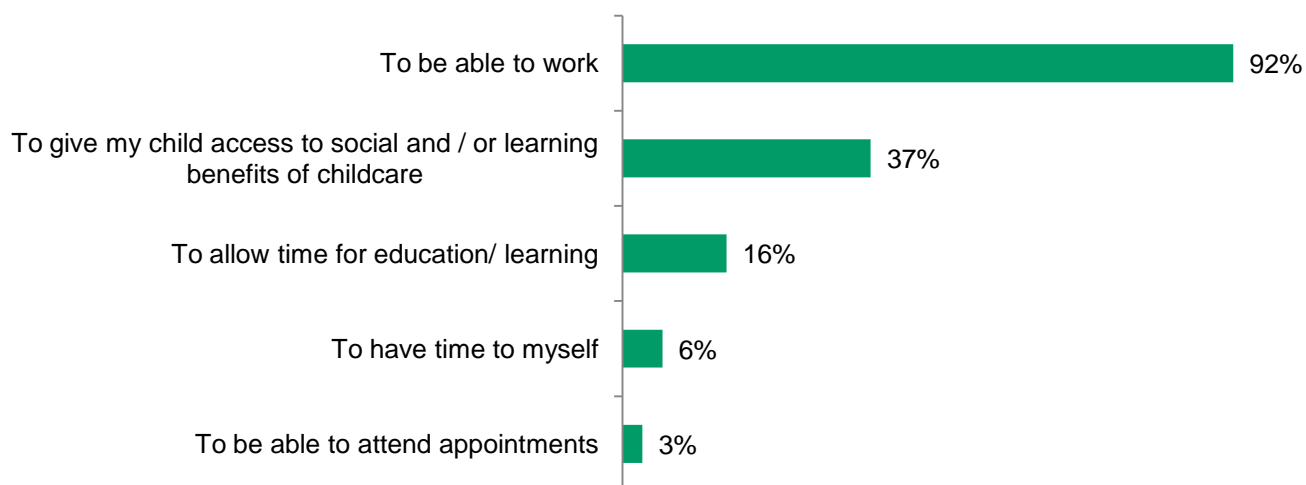 To be able to work
92%
To give my child access to social and / or learning
benefits of childcare
37%
To allow time for education/ learning
16%
To have time to myself
6%
To be able to attend appointments
3%